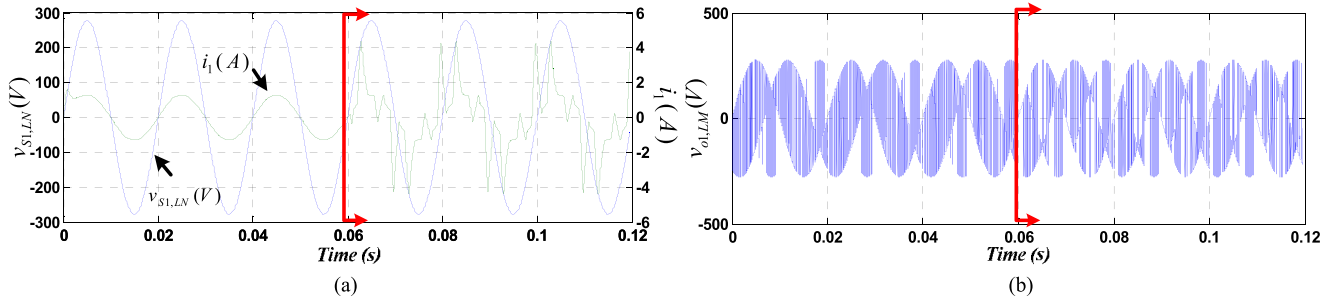 300
200
100
0
-100
-200
-300
v_{S1,LN}(V)
i_1(A)
v_{S1,LN}(V)
6
4
2
0
-2
-4
-6
i_1(A)
0 0.02 0.04 0.06 0.08 0.1 0.12
Time (s)
(a)
500
0
-500
v_{o1,LM}(V)
0 0.02 0.04 0.06 0.08 0.1 0.12
Time (s)
(b)